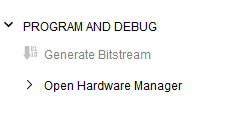 PROGRAM AND DEBUG
Generate Bitstream
Open Hardware Manager